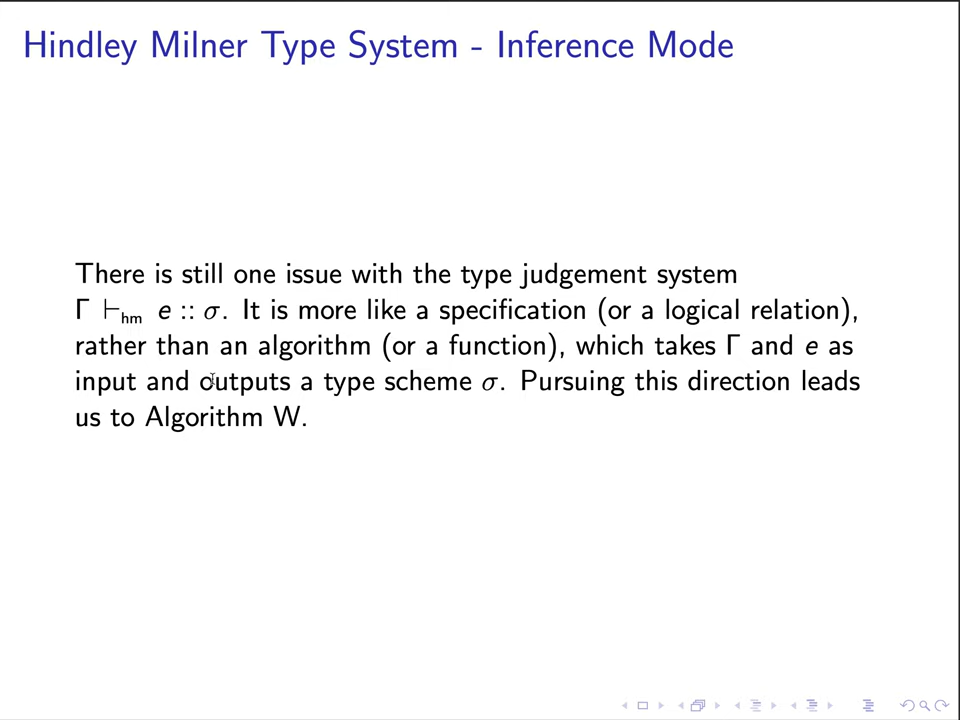 Hindley Milner Type System - Inference Mode
There is still one issue with the type judgement system
Γ ⊢hm e :: σ. It is more like a specification (or a logical relation),
rather than an algorithm (or a function), which takes Γ and e as
input and outputs a type scheme σ. Pursuing this direction leads
us to Algorithm W.